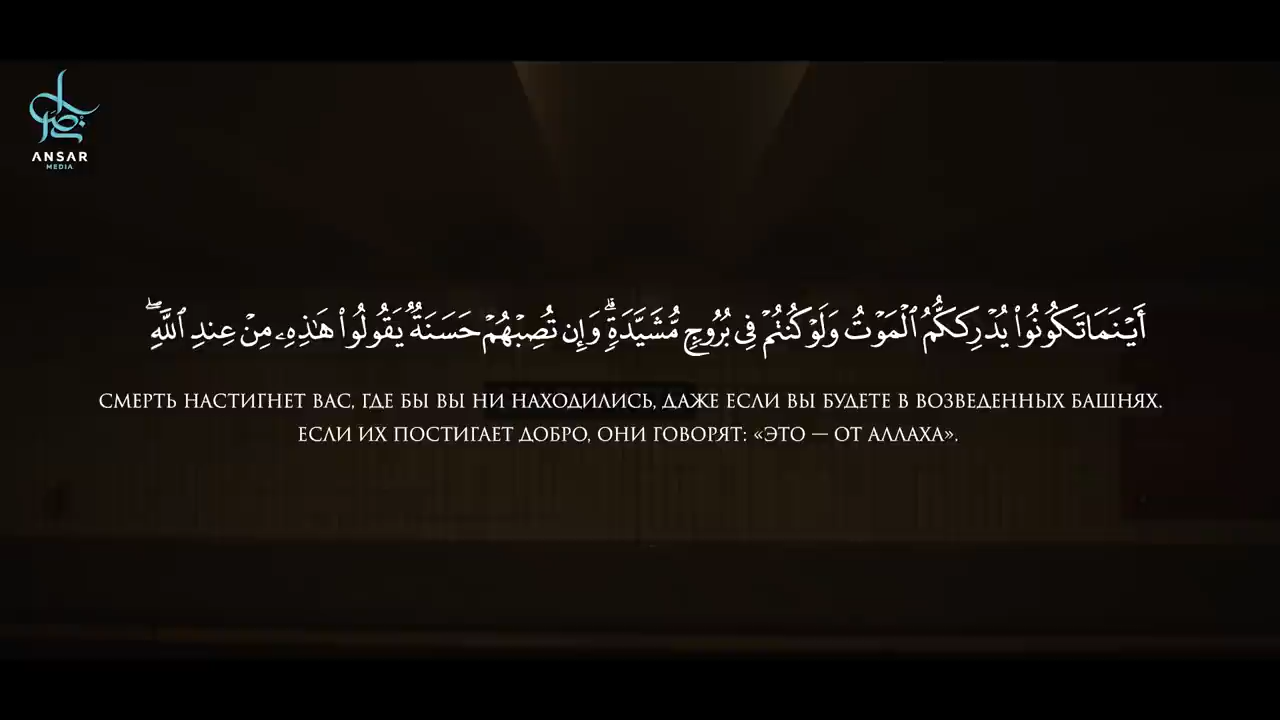 ANSAR
MEDIA
أَيْنَمَا تَكُونُوا۟ يُدْرِككُّمُ ٱلْمَوْتُ وَلَوْ كُنتُمْ فِى بُرُوجٍ مُّشَيَّدَةٍ ۗ وَإِن تُصِبْهُمْ حَسَنَةٌ يَقُولُوا۟ هَـٰذِهِۦ مِنْ عِندِ ٱللَّهِ ۖ
СМЕРТЬ НАСТИГНЕТ ВАС, ГДЕ БЫ ВЫ НИ НАХОДИЛИСЬ, ДАЖЕ ЕСЛИ ВЫ БУДЕТЕ В ВОЗВЕДЕННЫХ БАШНЯХ.
ЕСЛИ ИХ ПОСТИГАЕТ ДОБРО, ОНИ ГОВОРЯТ: «ЭТО — ОТ АЛЛАХА».